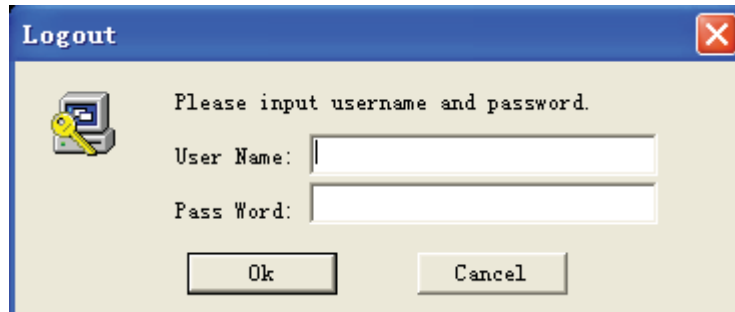 Logout
Please input username and password.
User Name:
Pass Word:
Ok Cancel